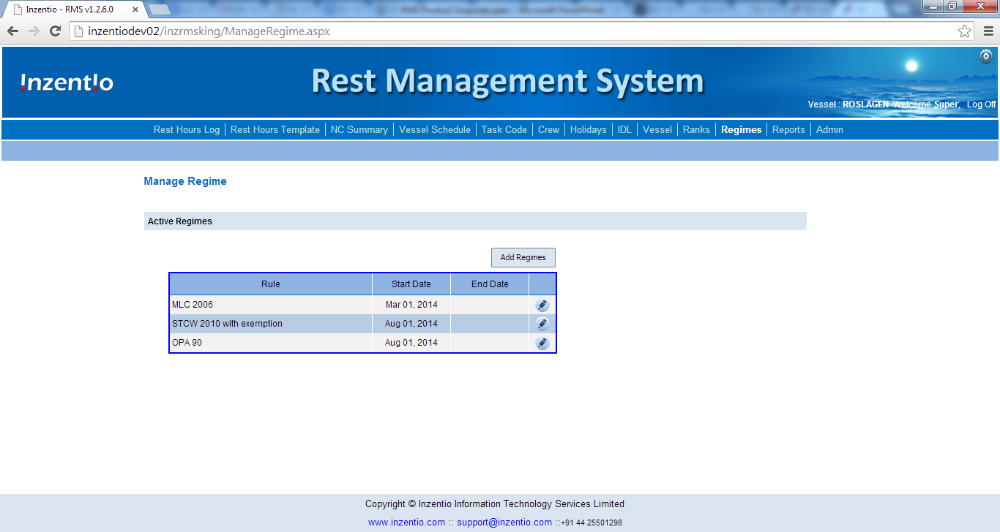 Inzentio - RMS v1.2.6.0
inzentiodev02/inzrmsking/ManageRegime.aspx
!nzent!o
Rest Management System
Vessel : ROSLAGEN Welcome Super, Log Off
Rest Hours Log | Rest Hours Template | NC Summary | Vessel Schedule | Task Code | Crew | Holidays | IDL | Vessel | Ranks | Regimes | Reports | Admin
Manage Regime
Active Regimes
Add Regimes
Rule Start Date End Date
MLC 2006 Mar 01, 2014
STCW 2010 with exemption Aug 01, 2014
OPA 90 Aug 01, 2014
Copyright © Inzentio Information Technology Services Limited
www.inzentio.com :: support@inzentio.com ::+91 44 25501298